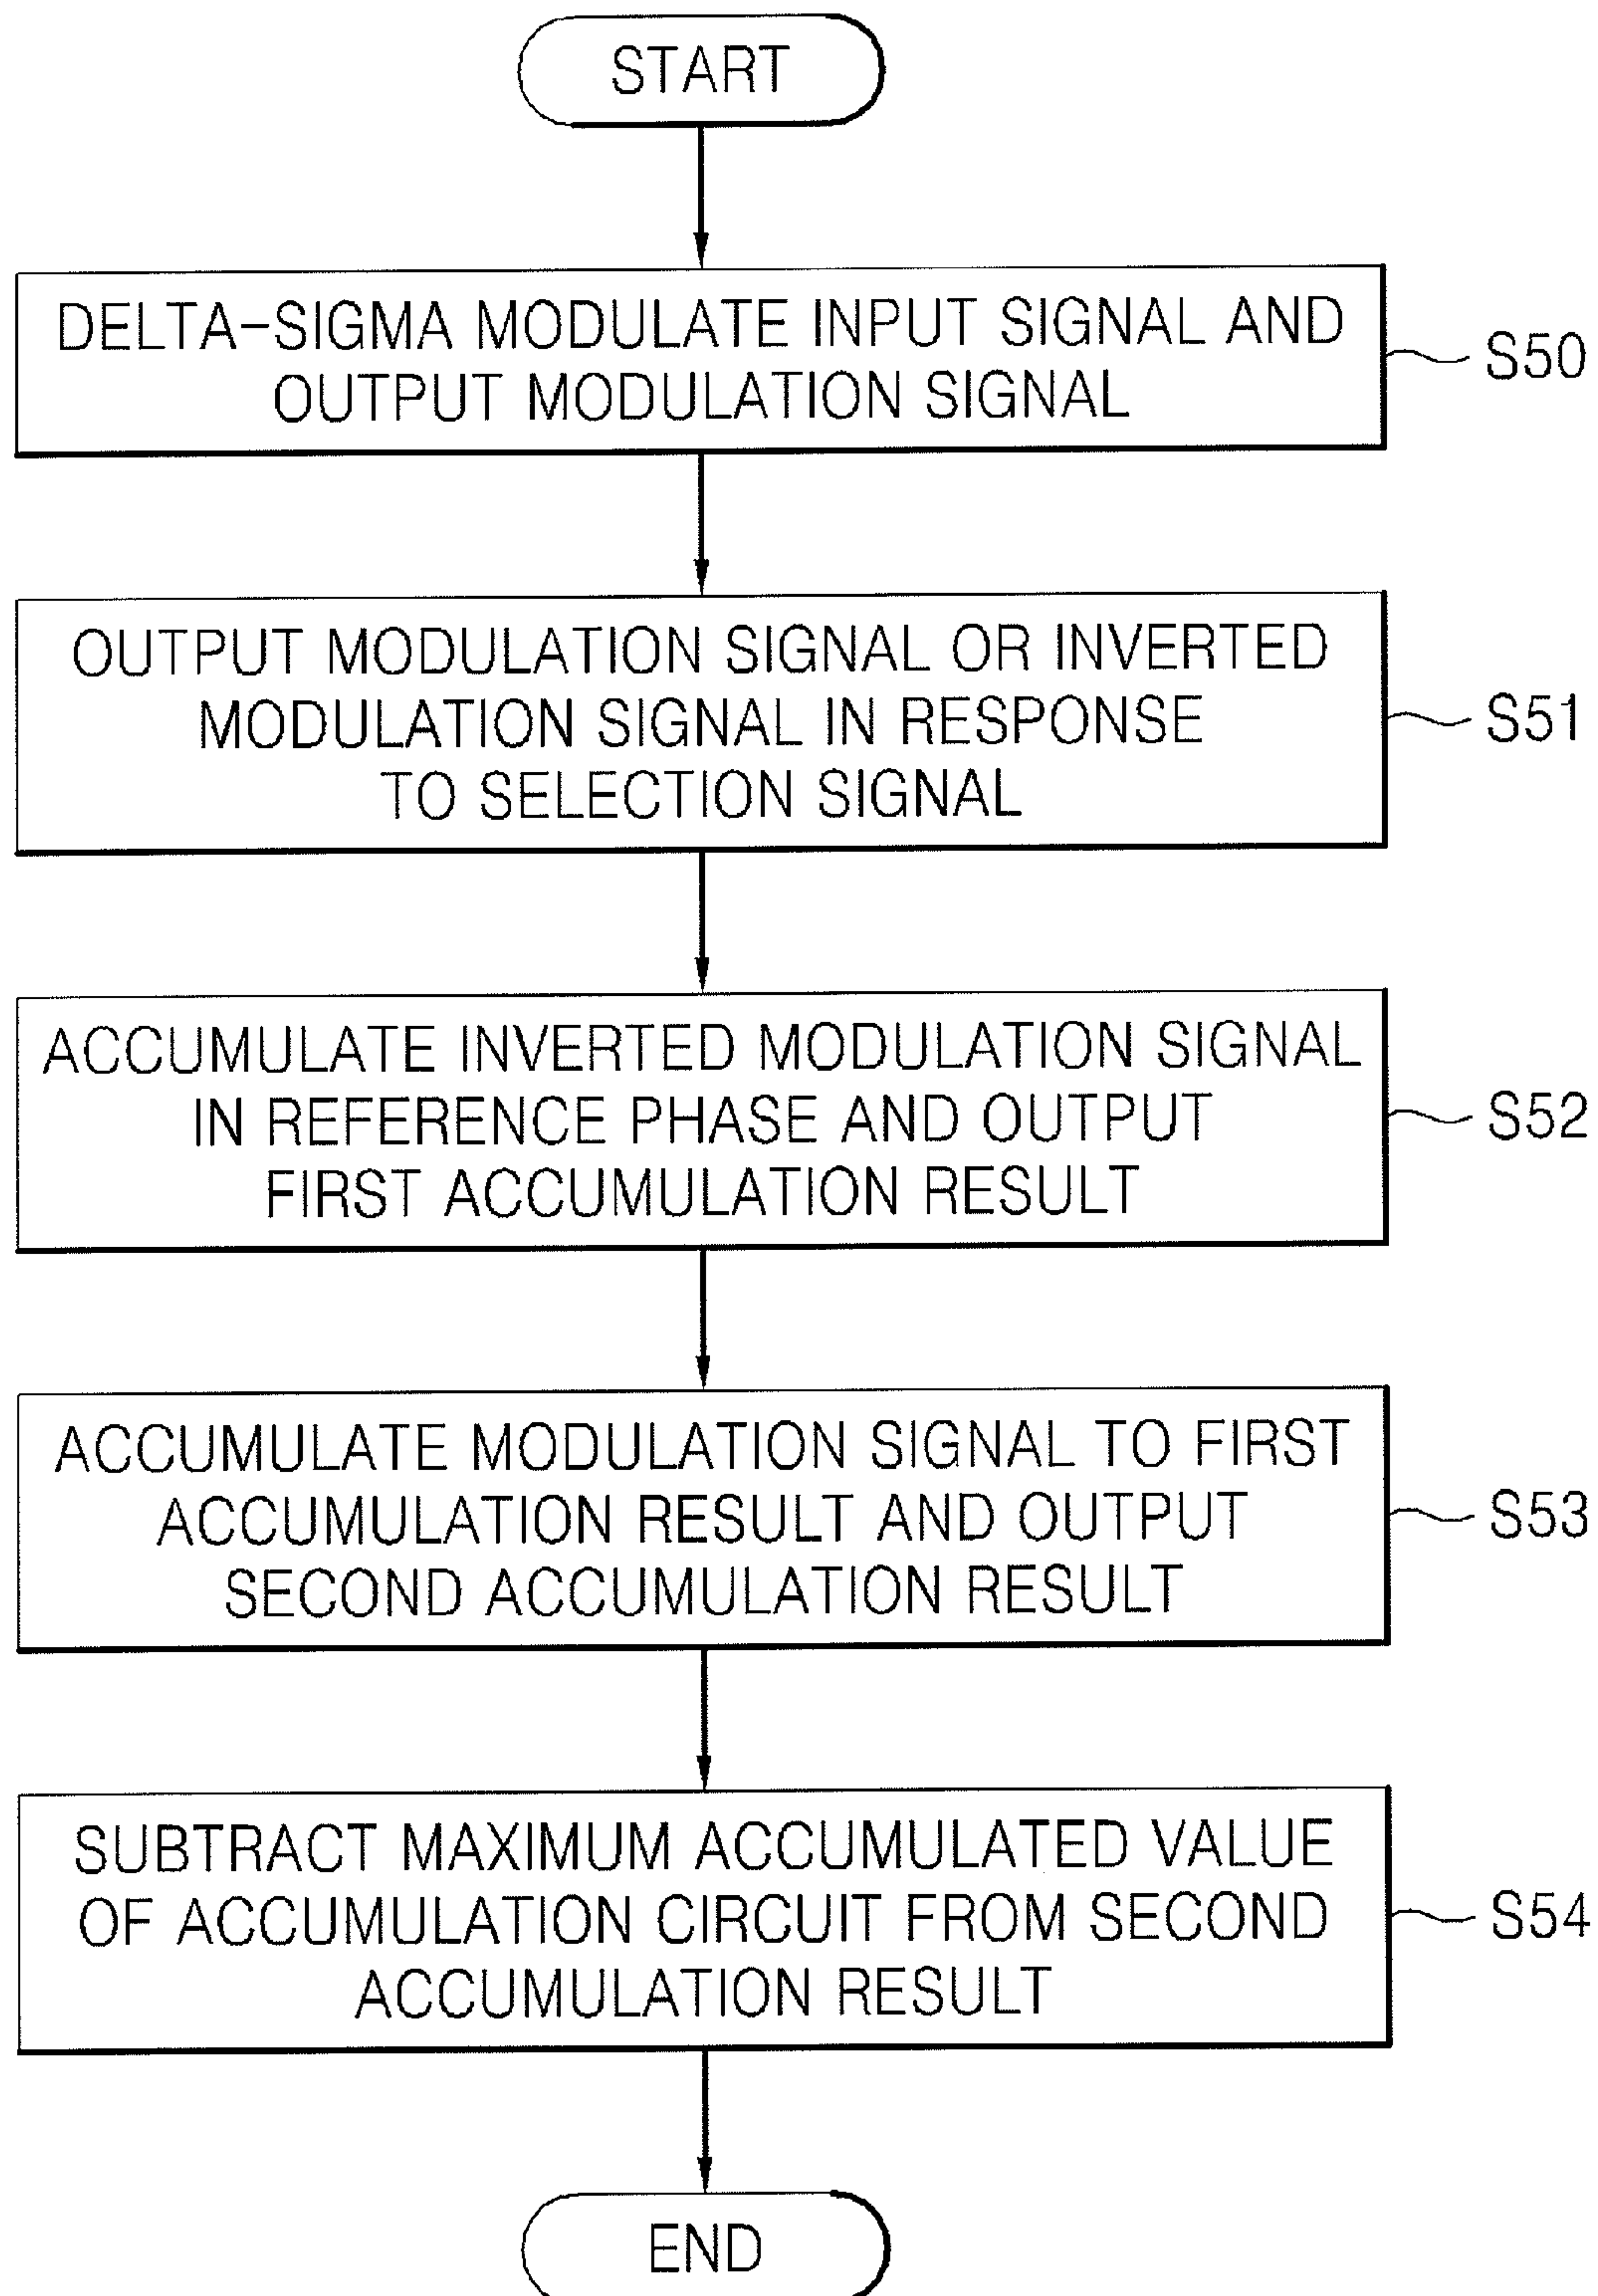 START
DELTA-SIGMA MODULATE INPUT SIGNAL AND
OUTPUT MODULATION SIGNAL
S50
OUTPUT MODULATION SIGNAL OR INVERTED
MODULATION SIGNAL IN RESPONSE
TO SELECTION SIGNAL
S51
ACCUMULATE INVERTED MODULATION SIGNAL
IN REFERENCE PHASE AND OUTPUT
FIRST ACCUMULATION RESULT
S52
ACCUMULATE MODULATION SIGNAL TO FIRST
ACCUMULATION RESULT AND OUTPUT
SECOND ACCUMULATION RESULT
S53
SUBTRACT MAXIMUM ACCUMULATED VALUE
OF ACCUMULATION CIRCUIT FROM SECOND
ACCUMULATION RESULT
S54
END